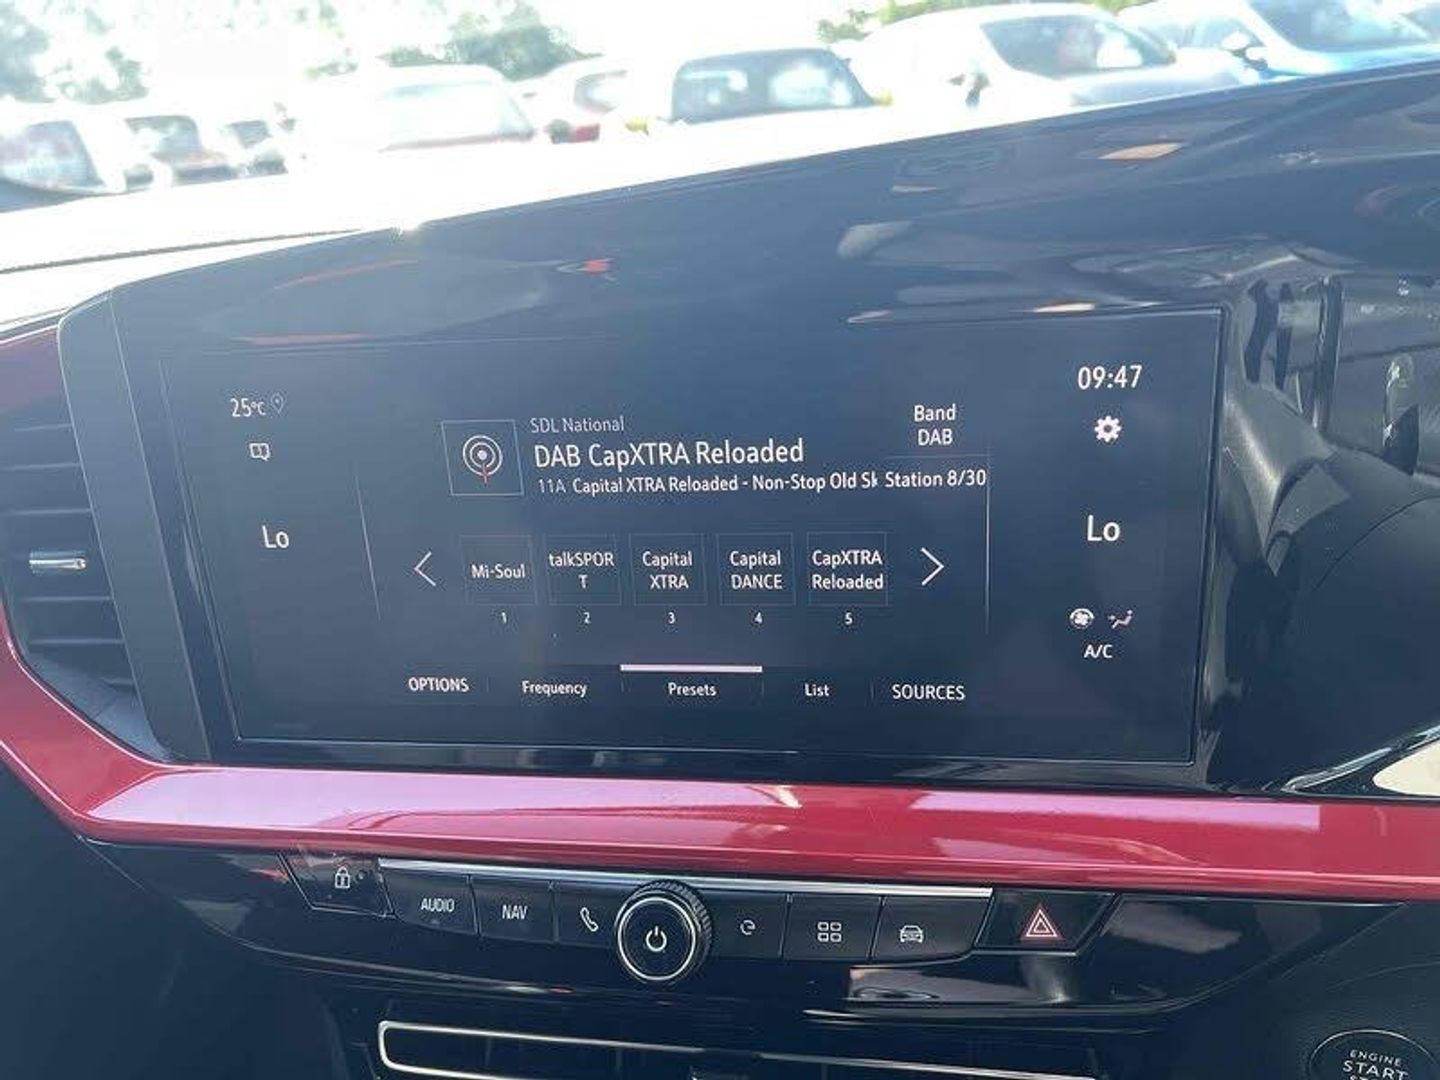 25°C
09:47
SDL National
DAB CapXTRA Reloaded
11A Capital XTRA Reloaded - Non-Stop Old Sk
Band
DAB
Station 8/30
Lo
Lo
Mi-Soul
talkSPOR
T
Capital
XTRA
Capital
DANCE
CapXTRA
Reloaded
1
2
3
4
5
A/C
OPTIONS
Frequency
Presets
List
SOURCES
AUDIO
NAV
ENGINE
START